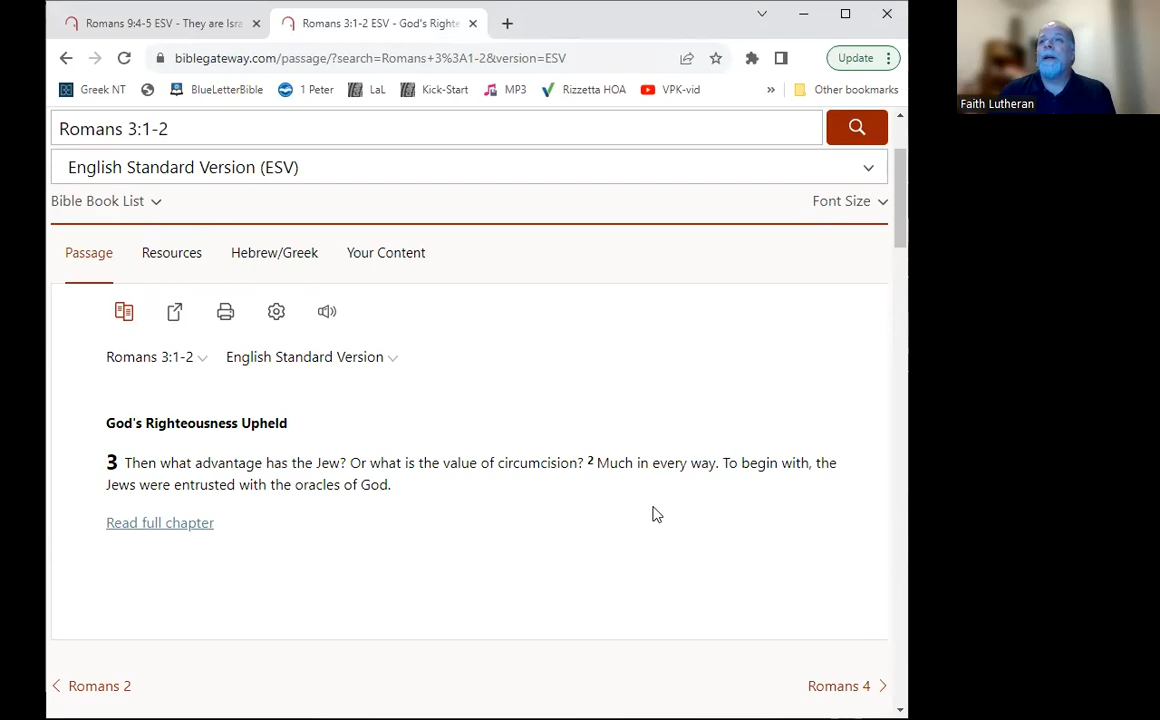 Romans 9:4-5 ESV - They are Isra
Romans 3:1-2 ESV - God's Righte
biblegateway.com/passage/?search=Romans+3%3A1-2&version=ESV
Update
Greek NT
BlueLetterBible
1 Peter
LaL
Kick-Start
MP3
Rizzetta HOA
VPK-vid
»
Other bookmarks
Faith Lutheran
Romans 3:1-2
English Standard Version (ESV)
Bible Book List
Font Size
Passage
Resources
Hebrew/Greek
Your Content
Romans 3:1-2
English Standard Version
God's Righteousness Upheld
3 Then what advantage has the Jew? Or what is the value of circumcision? 2 Much in every way. To begin with, the
Jews were entrusted with the oracles of God.
Read full chapter
Romans 2
Romans 4